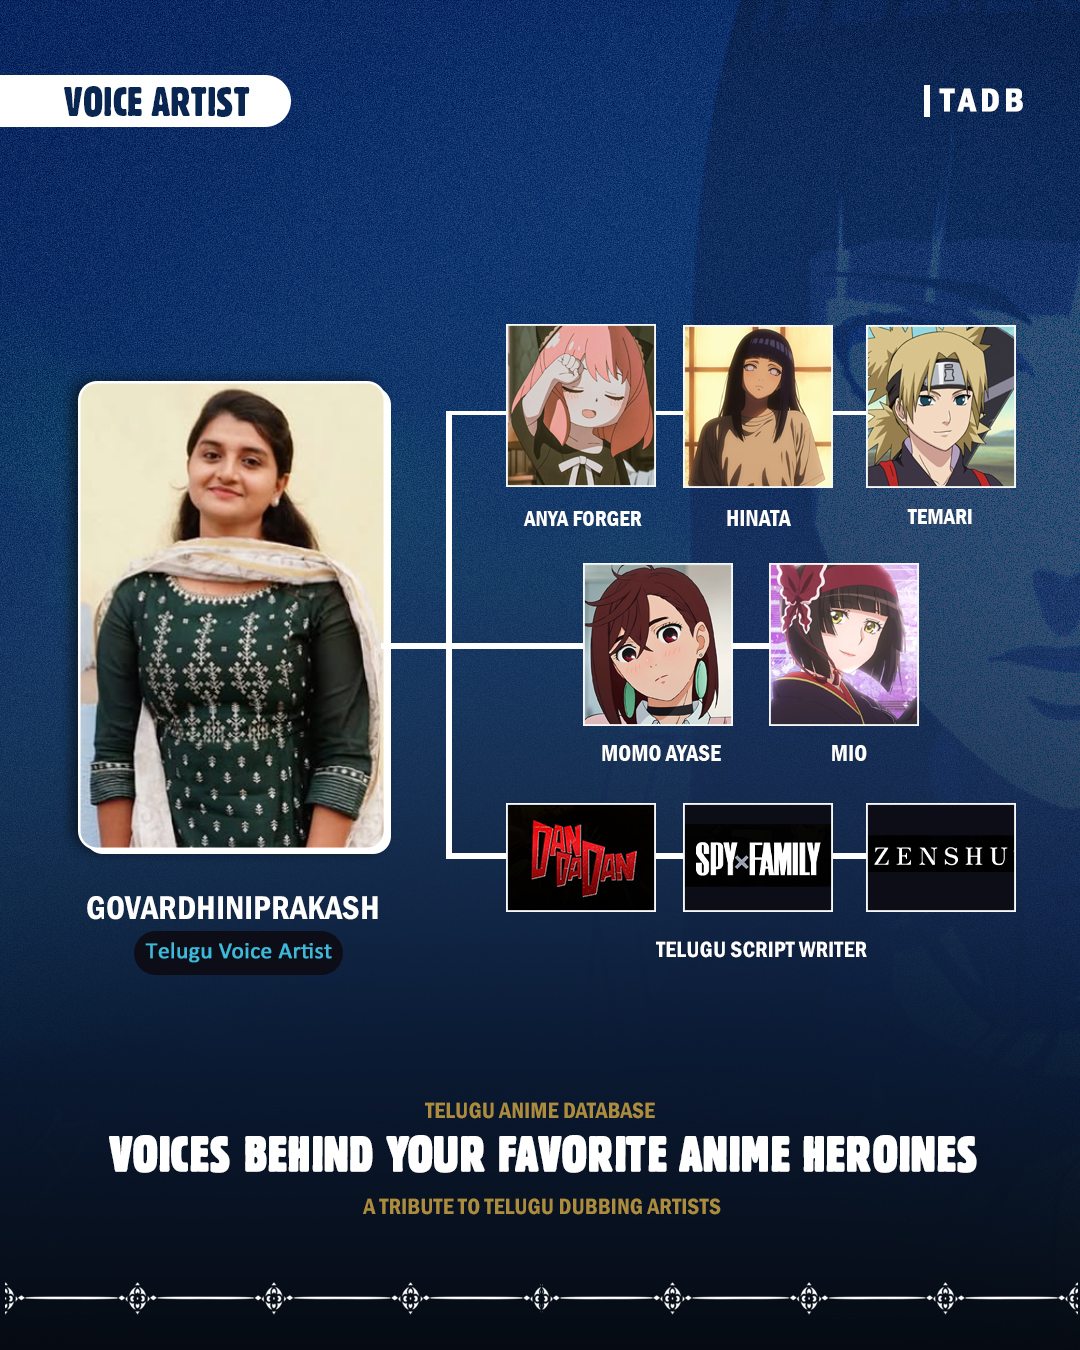 VOICE ARTIST
TADB
ANYA FORGER
HINATA
TEMARI
MOMO AYASE
MIO
DAN DA DAN
SPY×FAMILY
ZENSHU
GOVARDHINIPRAKASH
Telugu Voice Artist
TELUGU SCRIPT WRITER
TELUGU ANIME DATABASE
VOICES BEHIND YOUR FAVORITE ANIME HEROINES
A TRIBUTE TO TELUGU DUBBING ARTISTS